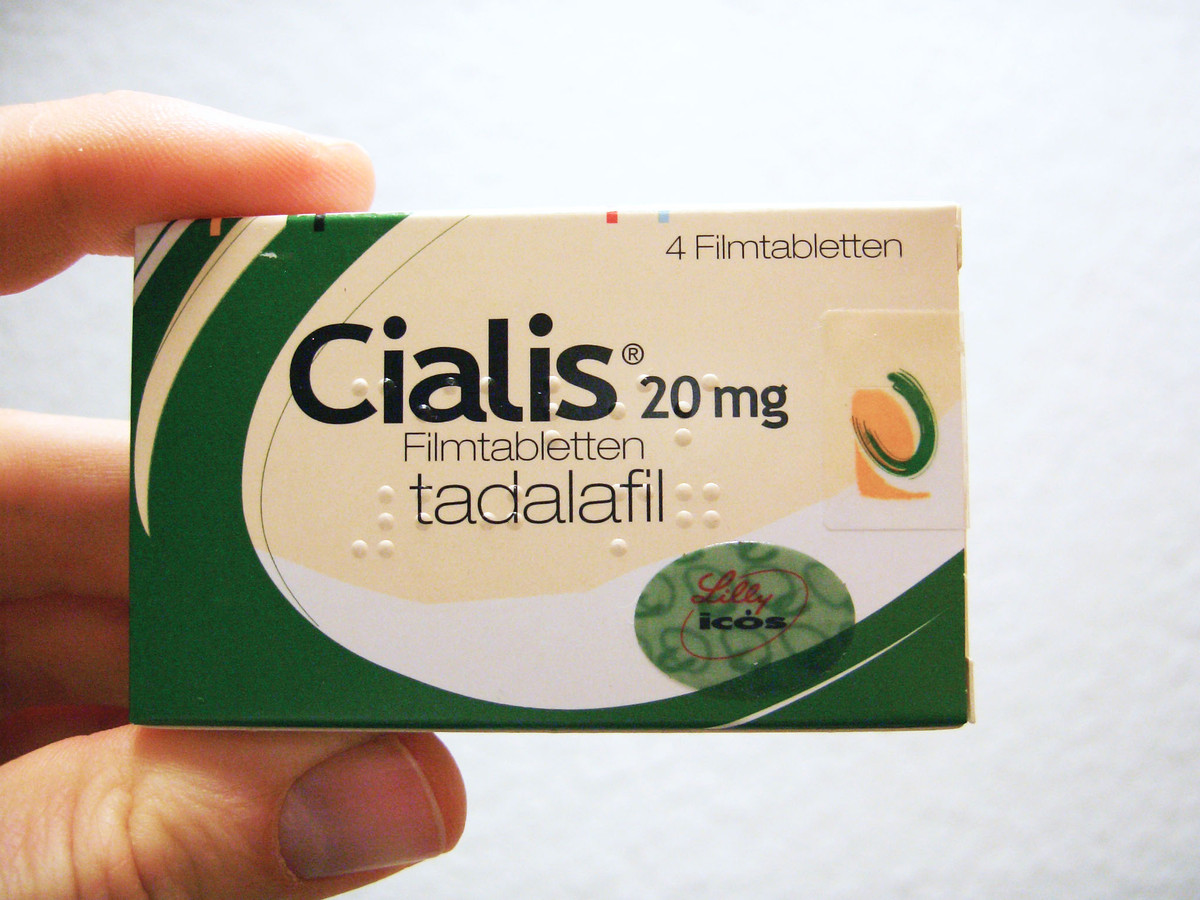 4 Filmtabletten
Cialis® 20 mg
Filmtabletten
tadalafil
Lilly
icos